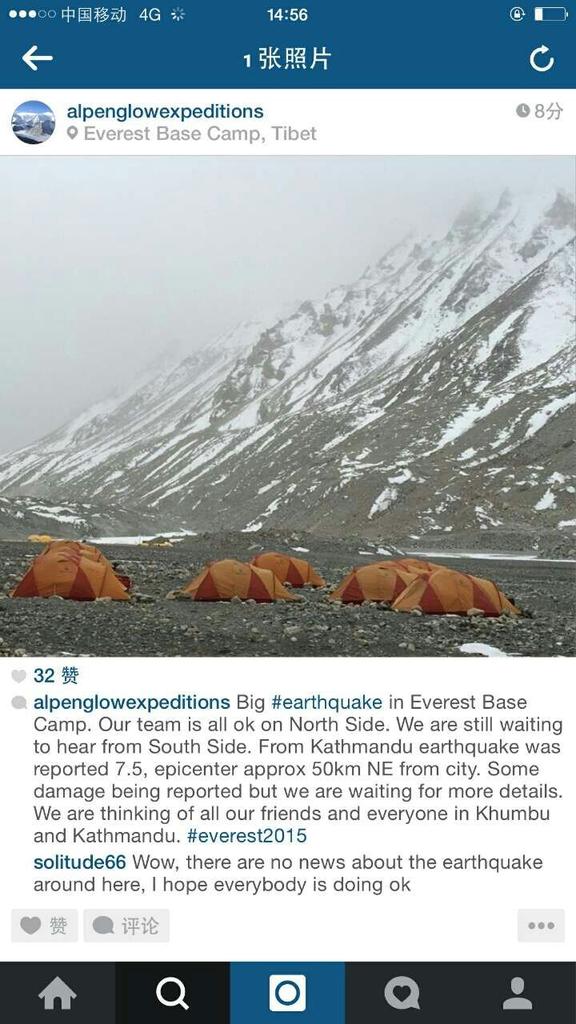 中国移动 4G 14:56
1 张照片
alpenglowexpeditions 8分
Everest Base Camp, Tibet
32 赞
alpenglowexpeditions Big #earthquake in Everest Base
Camp. Our team is all ok on North Side. We are still waiting
to hear from South Side. From Kathmandu earthquake was
reported 7.5, epicenter approx 50km NE from city. Some
damage being reported but we are waiting for more details.
We are thinking of all our friends and everyone in Khumbu
and Kathmandu. #everest2015
solitude66 Wow, there are no news about the earthquake
around here, I hope everybody is doing ok
赞 评论